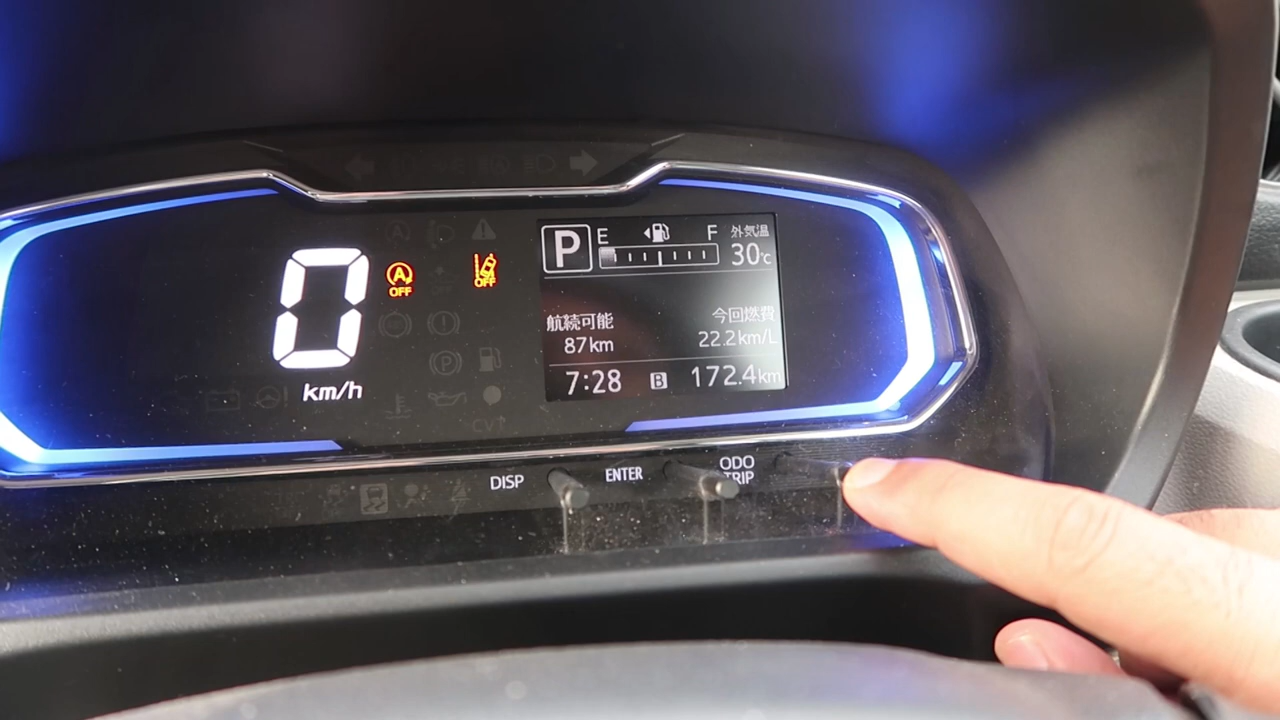 P E F 外気温
30℃
0
km/h
OFF
OFF
航続可能 今回燃費
87km 22.2km/L
7:28 B 172.4km
DISP ENTER ODO
TRIP